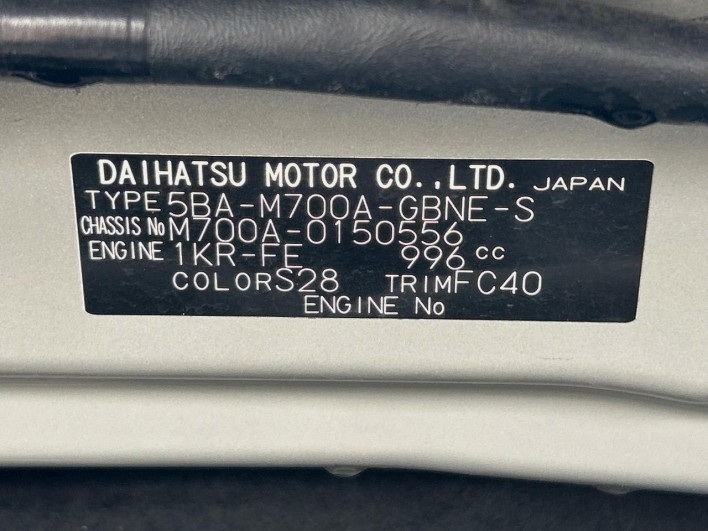 DAIHATSU MOTOR CO.,LTD. JAPAN
TYPE 5BA-M700A-GBNE-S
CHASSIS No M700A-0150556
ENGINE 1KR-FE 996 cc
COLOR S28 TRIM FC40
ENGINE No